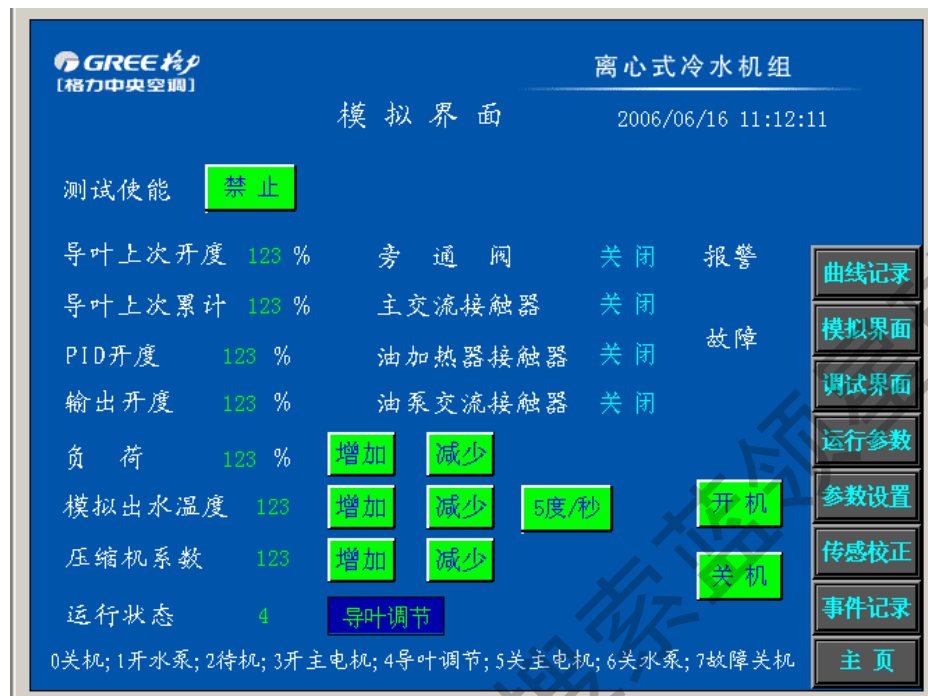 GREE格力
[格力中央空调]
离心式冷水机组
模拟界面
2006/06/16 11:12:11
测试使能 禁止
导叶上次开度 123 % 旁通阀 关闭 报警
曲线记录
导叶上次累计 123 % 主交流接触器 关闭
模拟界面
故障
PID开度 123 % 油加热器接触器 关闭
调试界面
输出开度 123 % 油泵交流接触器 关闭
运行参数
负荷 123 % 增加 减少
模拟出水温度 123 增加 减少 5度/秒 开机
参数设置
压缩机系数 123 增加 减少 关机
传感校正
运行状态 4 导叶调节
事件记录
0关机;1开水泵;2待机;3开主电机;4导叶调节;5关主电机;6关水泵;7故障关机
主页
搜索蓝领